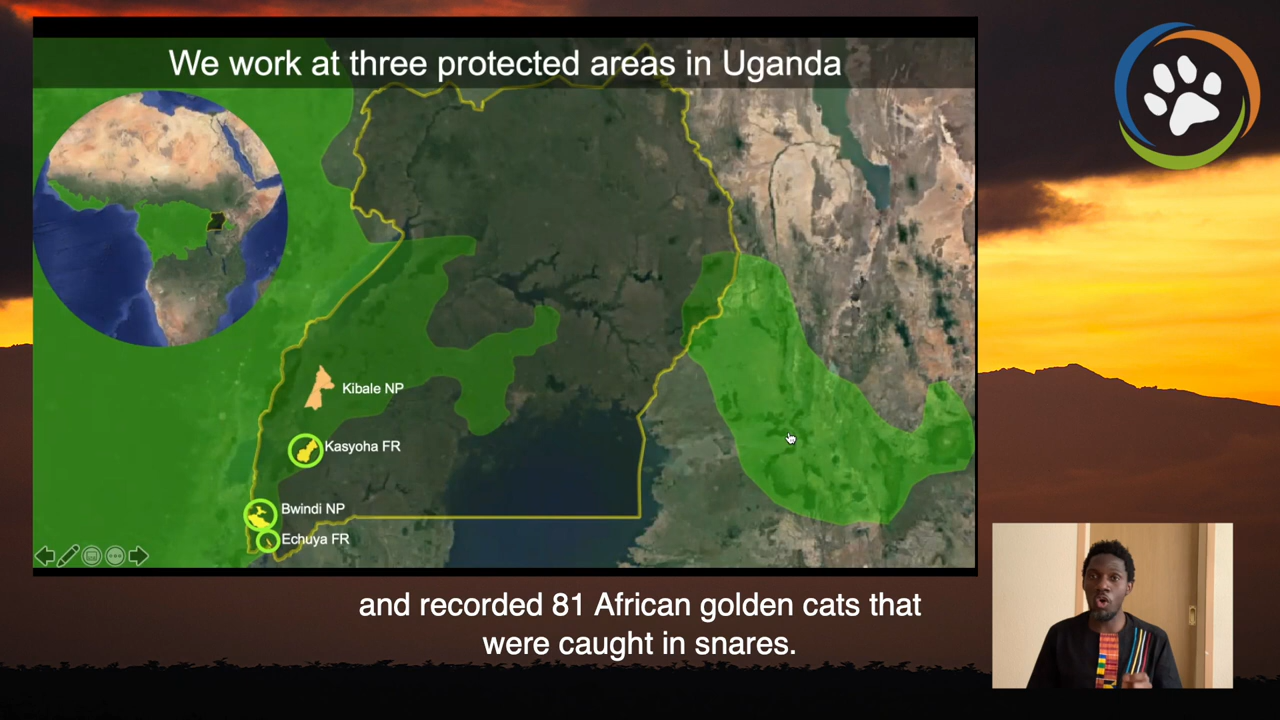 We work at three protected areas in Uganda
Kibale NP
Kasyoha FR
Bwindi NP
Echuya FR
and recorded 81 African golden cats that
were caught in snares.